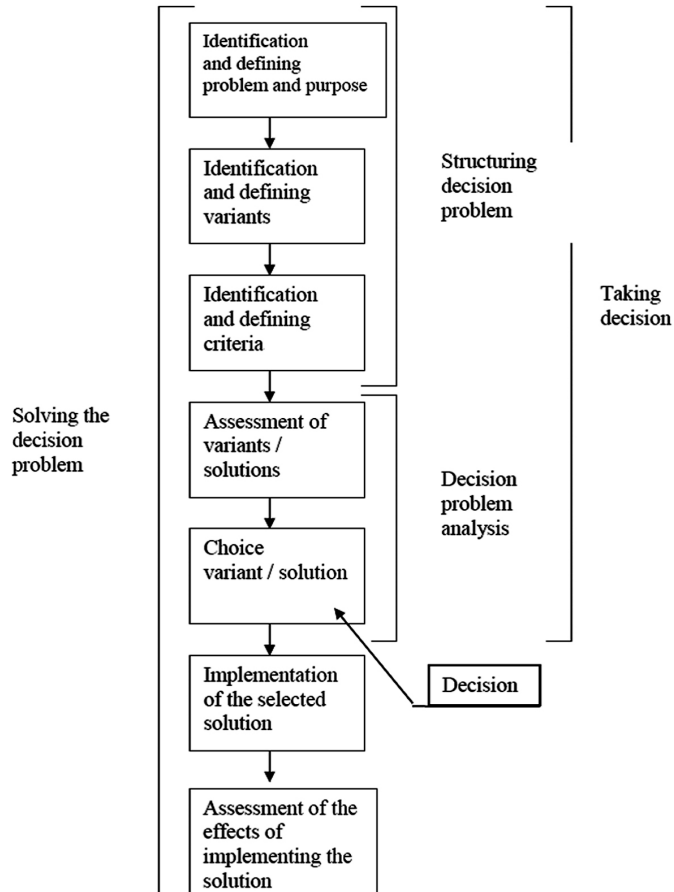 Identification
and defining
problem and purpose
Identification
and defining
variants
Structuring
decision
problem
Identification
and defining
criteria
Taking
decision
Solving the
decision
problem
Assessment of
variants /
solutions
Decision
problem
analysis
Choice
variant / solution
Implementation
of the selected
solution
Decision
Assessment of the
effects of
implementing the
solution